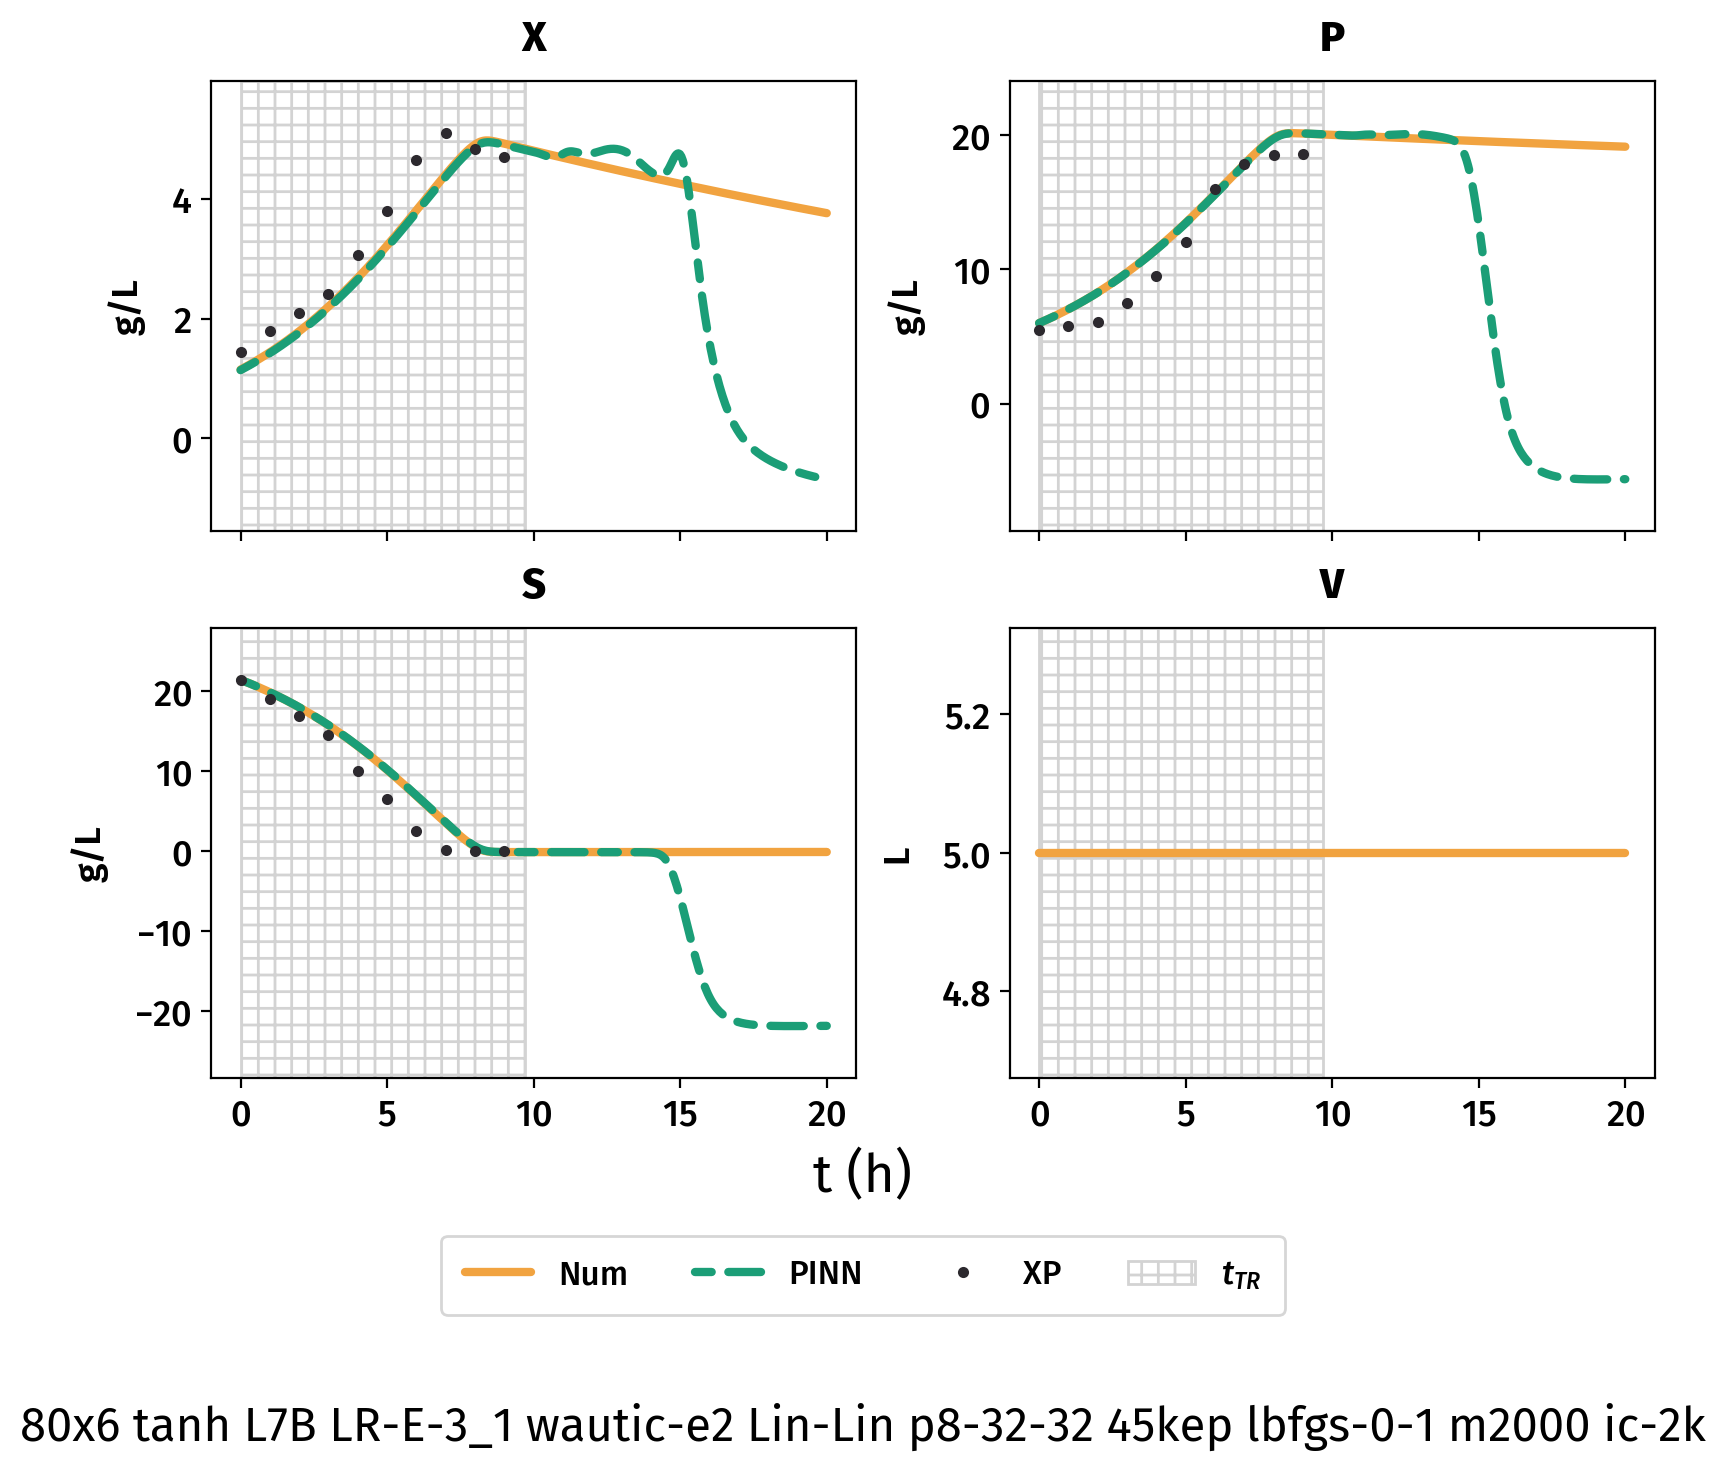 X
P
g/L
4
2
0
g/L
20
10
0
S
V
g/L
20
10
0
−10
−20
L
5.2
5.0
4.8
0 5 10 15 20
0 5 10 15 20
t (h)
Num PINN XP tTR
80x6 tanh L7B LR-E-3_1 wautic-e2 Lin-Lin p8-32-32 45kep lbfgs-0-1 m2000 ic-2k